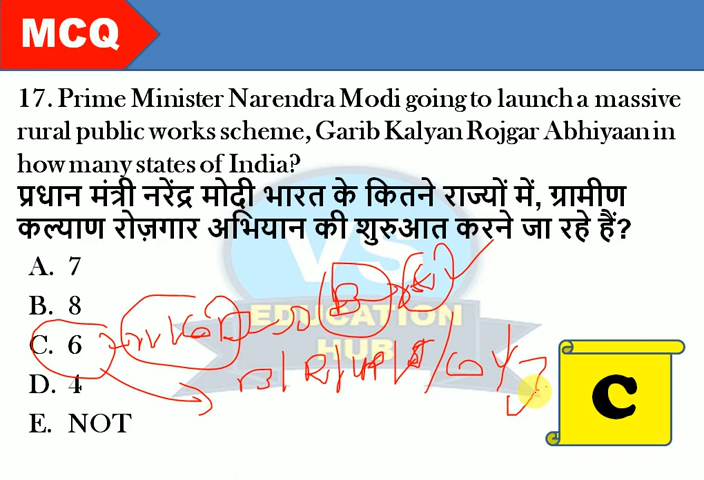 MCQ
17. Prime Minister Narendra Modi going to launch a massive
rural public works scheme, Garib Kalyan Rojgar Abhiyaan in
how many states of India?
प्रधान मंत्री नरेंद्र मोदी भारत के कितने राज्यों में, ग्रामीण
कल्याण रोज़गार अभियान की शुरुआत करने जा रहे हैं?
A. 7
B. 8
C. 6
D. 4
E. NOT
VS
EDUCATION
HUB
C